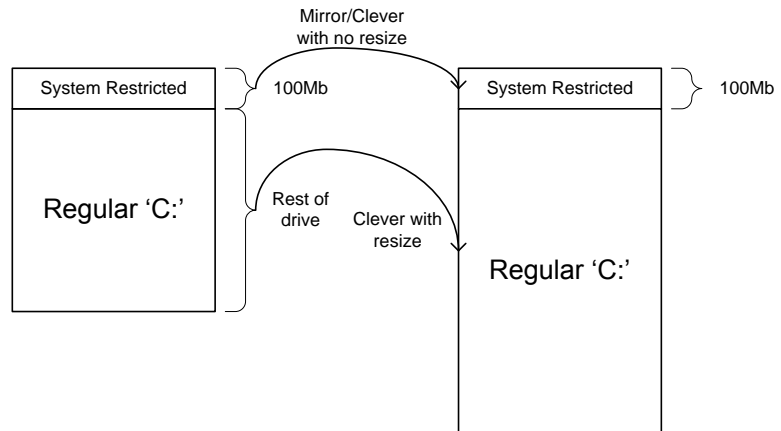 Mirror/Clever
with no resize
System Restricted
100Mb
System Restricted
100Mb
Regular ‘C:’
Rest of
drive
Clever with
resize
Regular ‘C:’